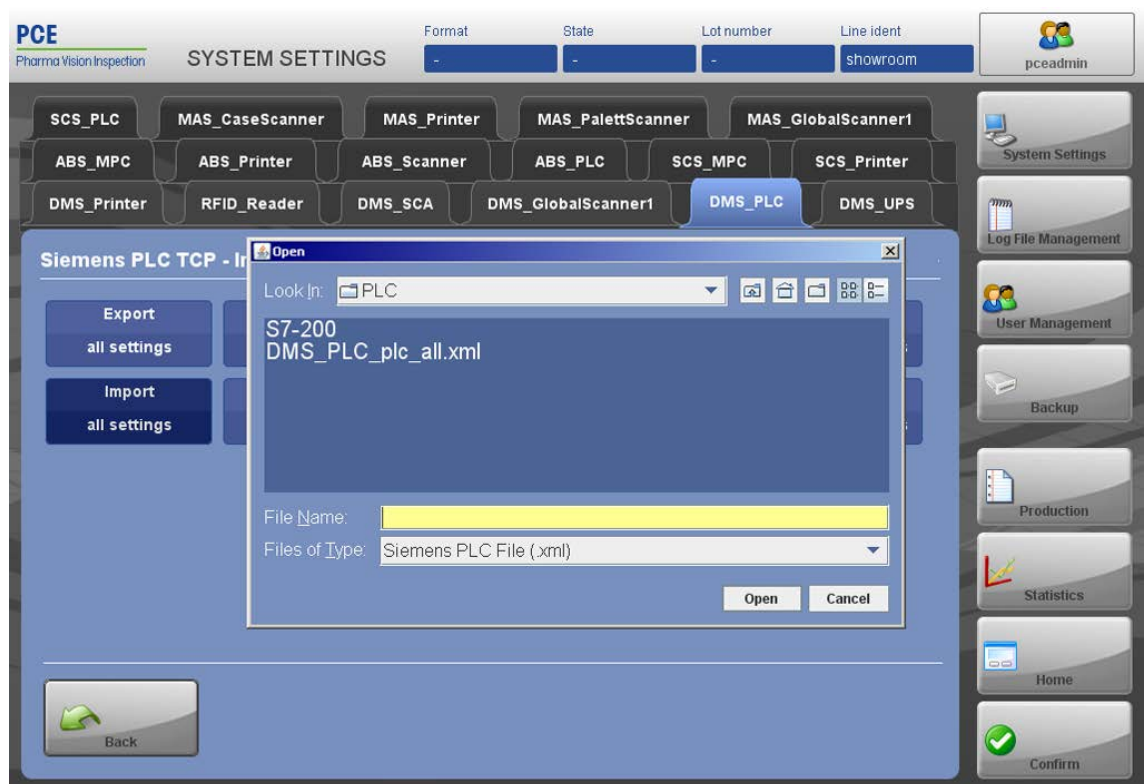 PCE
Pharma Vision Inspection
SYSTEM SETTINGS
Format
State
Lot number
Line ident
-
-
-
showroom
pceadmin
SCS_PLC
MAS_CaseScanner
MAS_Printer
MAS_PalettScanner
MAS_GlobalScanner1
ABS_MPC
ABS_Printer
ABS_Scanner
ABS_PLC
SCS_MPC
SCS_Printer
DMS_Printer
RFID_Reader
DMS_SCA
DMS_GlobalScanner1
DMS_PLC
DMS_UPS
Siemens PLC TCP - Ir
Export
all settings
Import
all settings
Open
Look In:
PLC
S7-200
DMS_PLC_plc_all.xml
File Name:
Files of Type:
Siemens PLC File (.xml)
Open
Cancel
Back
System Settings
Log File Management
User Management
Backup
Production
Statistics
Home
Confirm